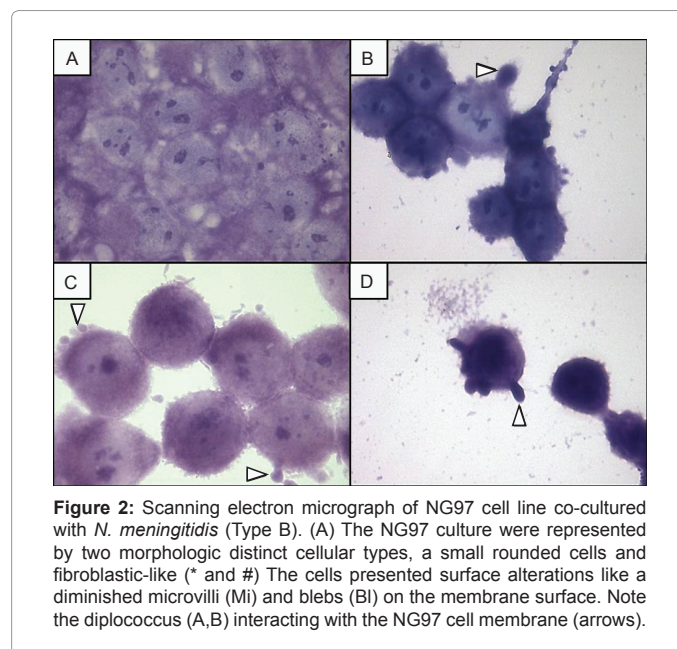 A
B
C
D
Figure 2: Scanning electron micrograph of NG97 cell line co-cultured
with N. meningitidis (Type B). (A) The NG97 culture were represented
by two morphologic distinct cellular types, a small rounded cells and
fibroblastic-like (* and #) The cells presented surface alterations like a
diminished microvilli (Mi) and blebs (Bl) on the membrane surface. Note
the diplococcus (A,B) interacting with the NG97 cell membrane (arrows).